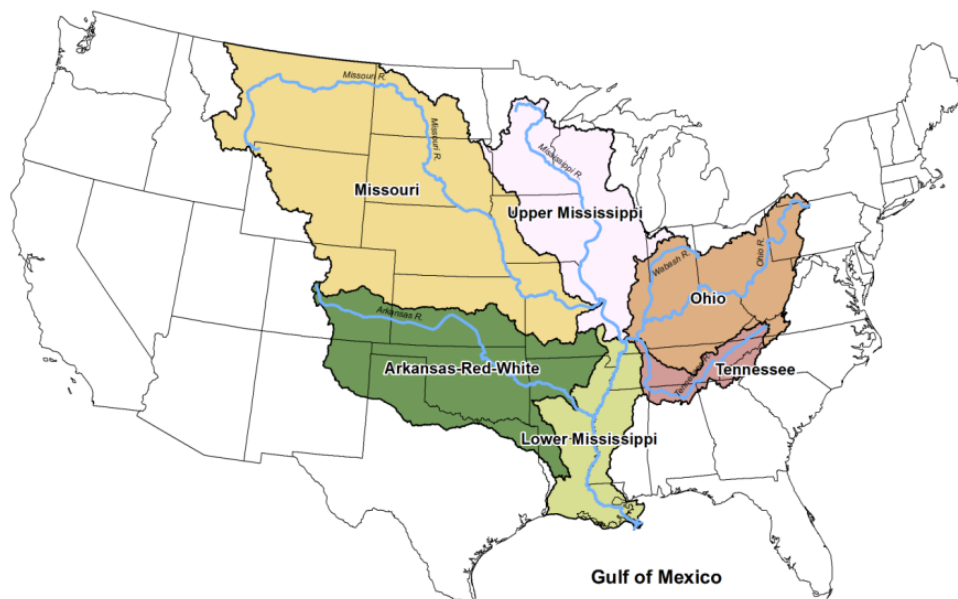 Missouri R.
Missouri R.
Mississippi R.
Missouri
Upper Mississippi
Wabash R.
Ohio R.
Ohio
Arkansas R.
Arkansas-Red-White
Tennessee R.
Tennessee
Lower Mississippi
Gulf of Mexico